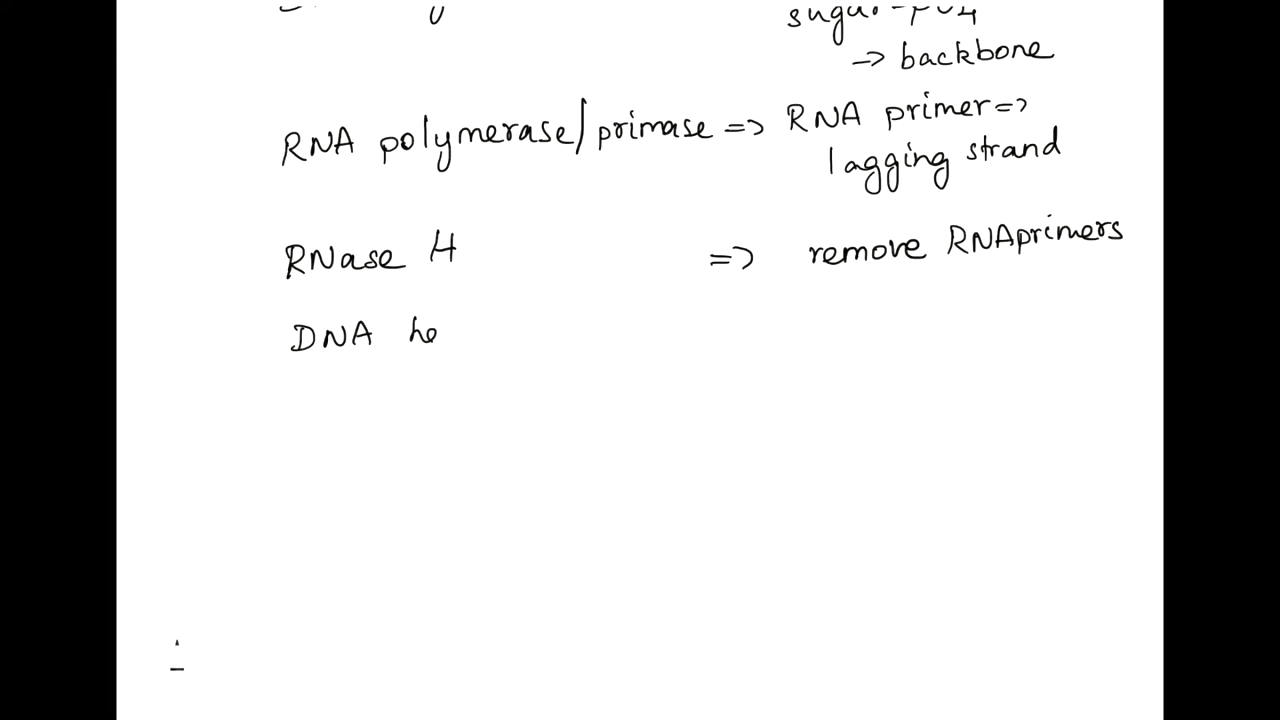 → backbone
RNA polymerase/primase => RNA primer =>
lagging strand
RNase H => remove RNAprimers
DNA he